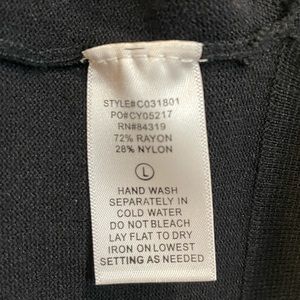 STYLE#C031801
PO#CY05217
RN#84319
72% RAYON
28% NYLON
L
HAND WASH
SEPARATELY IN
COLD WATER
DO NOT BLEACH
LAY FLAT TO DRY
IRON ON LOWEST
SETTING AS NEEDED